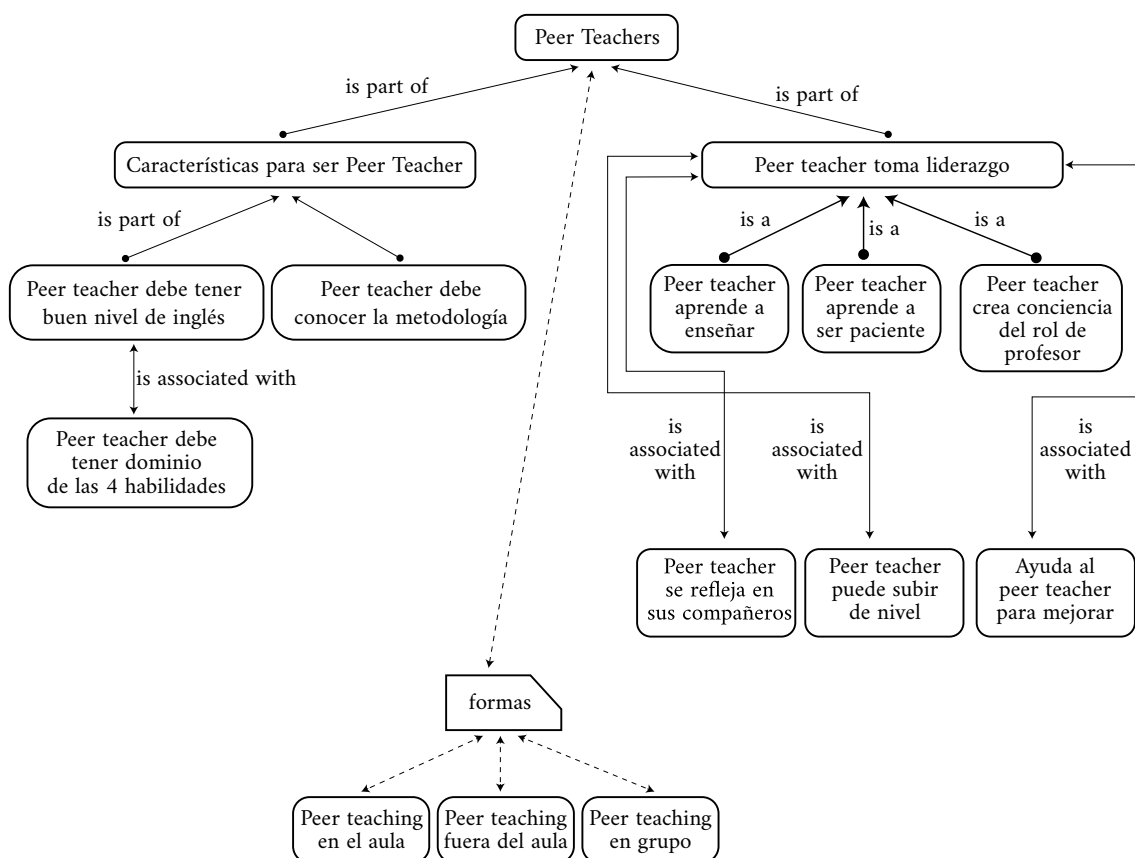 Peer Teachers
is part of
is part of
Características para ser Peer Teacher
Peer teacher toma liderazgo
is part of
is a
is a
is a
Peer teacher debe tener
buen nivel de inglés
Peer teacher debe
conocer la metodología
Peer teacher
aprende a
enseñar
Peer teacher
aprende a
ser paciente
Peer teacher
crea conciencia
del rol de
profesor
is associated with
Peer teacher debe
tener dominio
de las 4 habilidades
is
associated
with
is
associated
with
is
associated
with
Peer teacher
se refleja en
sus compañeros
Peer teacher
puede subir
de nivel
Ayuda al
peer teacher
para mejorar
formas
Peer teaching
en el aula
Peer teaching
fuera del aula
Peer teaching
en grupo